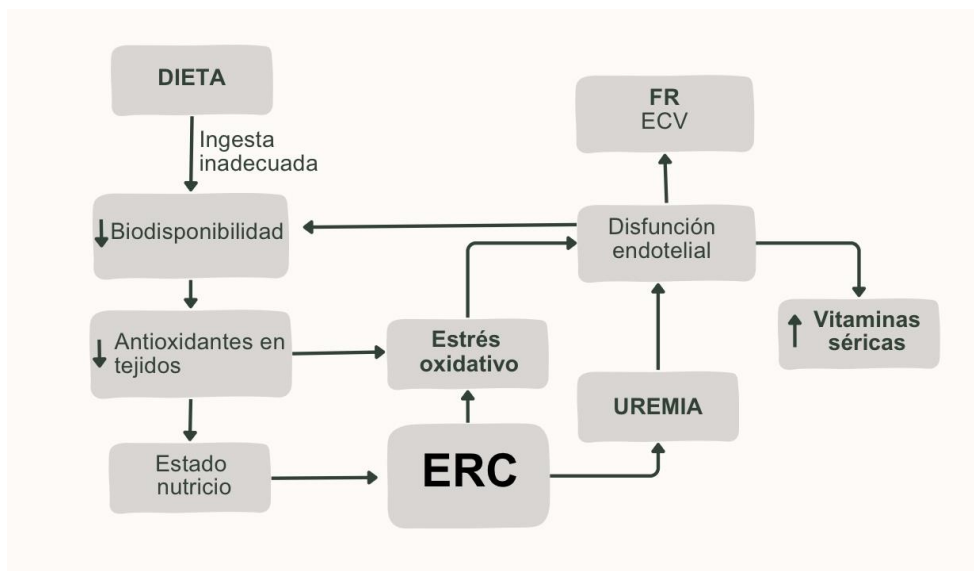 DIETA
Ingesta
inadecuada
↓ Biodisponibilidad
↓ Antioxidantes en
tejidos
Estado
nutricio
Estrés
oxidativo
ERC
FR
ECV
Disfunción
endotelial
UREMIA
↑ Vitaminas
séricas